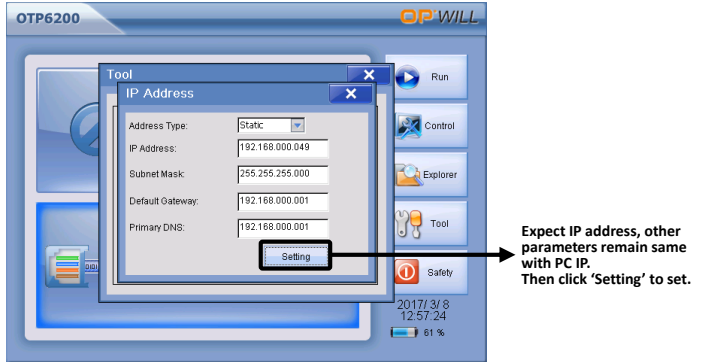 OTP6200
OPWILL
Tool
IP Address
Address Type:
Static
IP Address:
192.168.000.049
Subnet Mask:
255.255.255.000
Default Gateway:
192.168.000.001
Primary DNS:
192.168.000.001
Setting
Run
Control
Explorer
Tool
Safety
2017/ 3/ 8
12:57:24
61 %
Expect IP address, other
parameters remain same
with PC IP.
Then click ‘Setting’ to set.